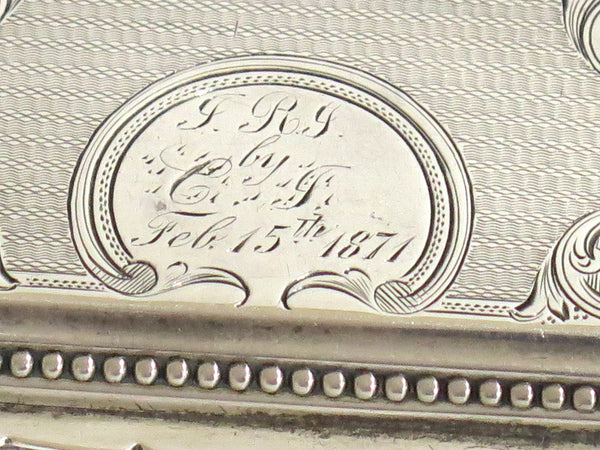 F. R. J.
by
"C. F."
Feb. 15th 1871